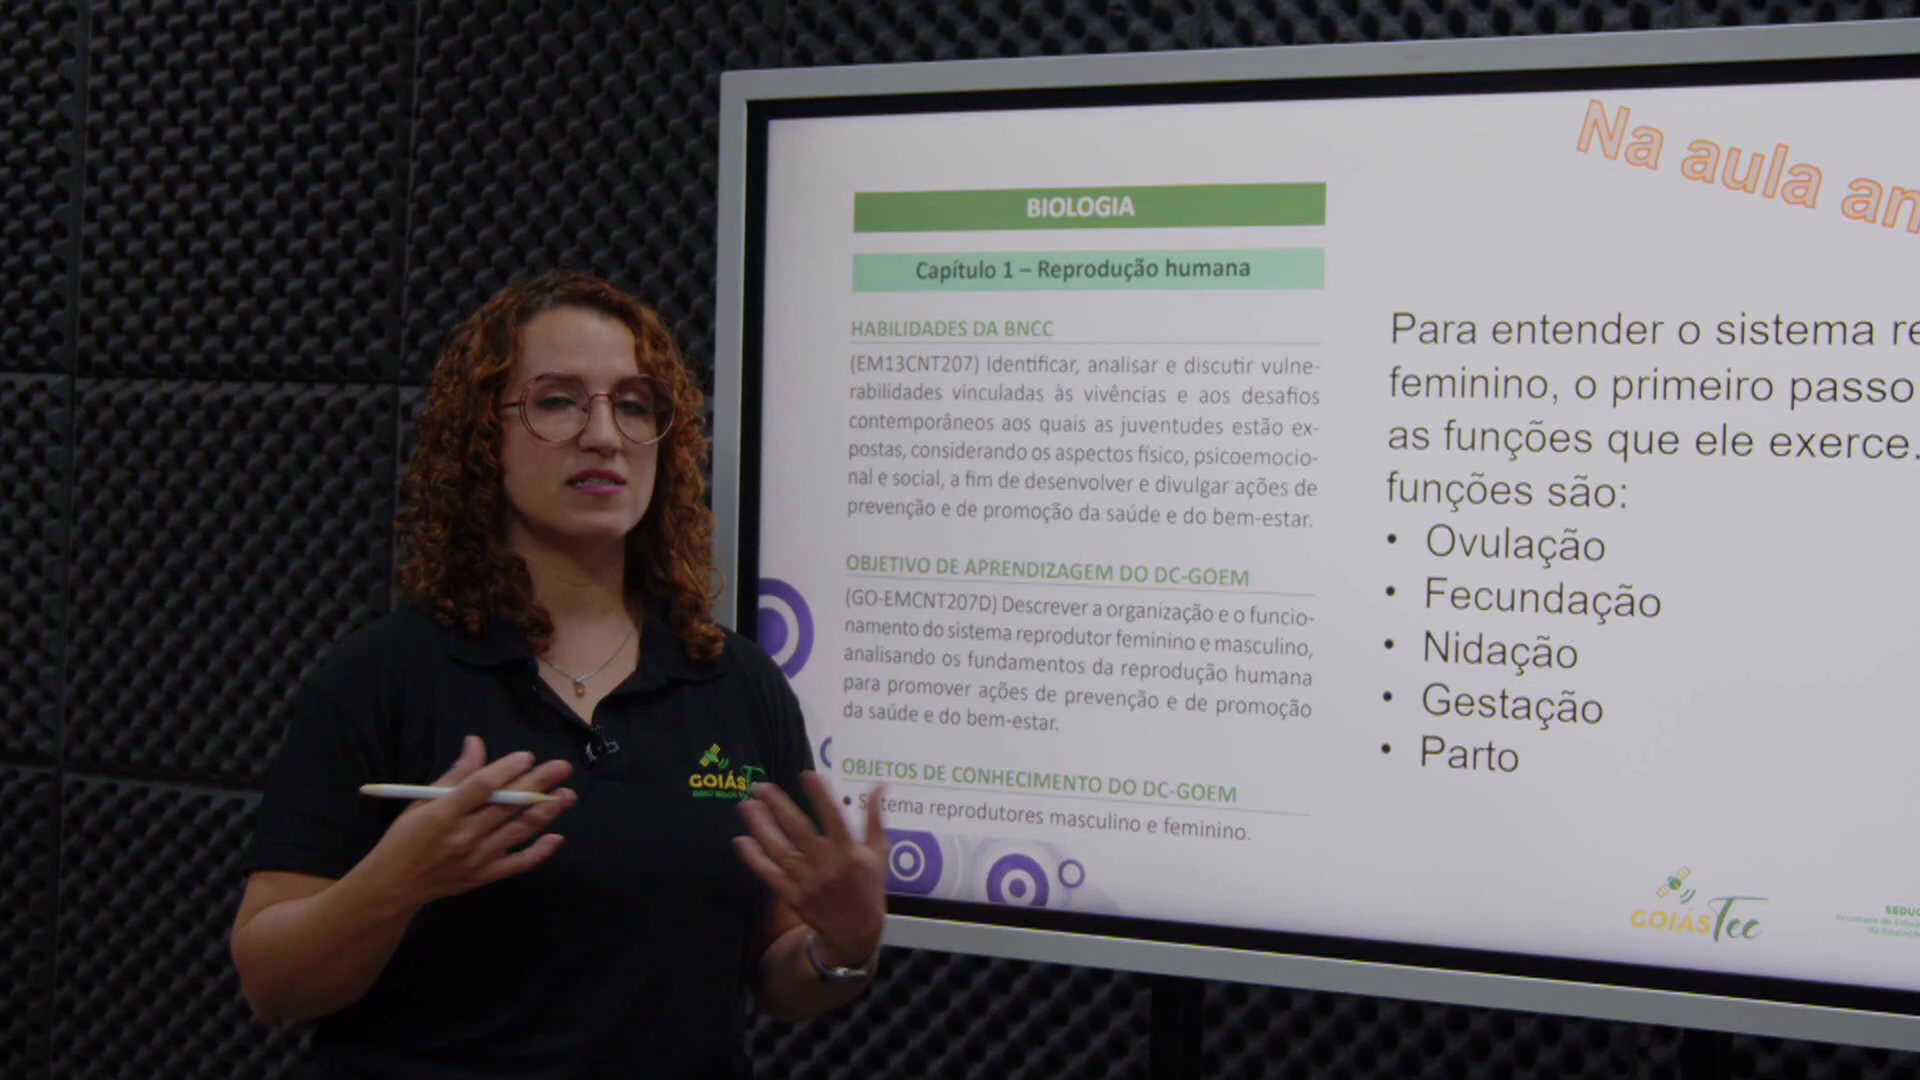 BIOLOGIA
Capítulo 1 – Reprodução humana
HABILIDADES DA BNCC
(EM13CNT207) Identificar, analisar e discutir vulne-
rabilidades vinculadas às vivências e aos desafios
contemporâneos aos quais as juventudes estão ex-
postas, considerando os aspectos físico, psicoemocio-
nal e social, a fim de desenvolver e divulgar ações de
prevenção e de promoção da saúde e do bem-estar.
OBJETIVO DE APRENDIZAGEM DO DC-GOEM
(GO-EMCNT207D) Descrever a organização e o funcio-
namento do sistema reprodutor feminino e masculino,
analisando os fundamentos da reprodução humana
para promover ações de prevenção e de promoção
da saúde e do bem-estar.
OBJETOS DE CONHECIMENTO DO DC-GOEM
• Sistema reprodutores masculino e feminino.
Na aula an
Para entender o sistema re
feminino, o primeiro passo
as funções que ele exerce.
funções são:
• Ovulação
• Fecundação
• Nidação
• Gestação
• Parto
GOIÁS Tec
SEDUC
GOIÁS